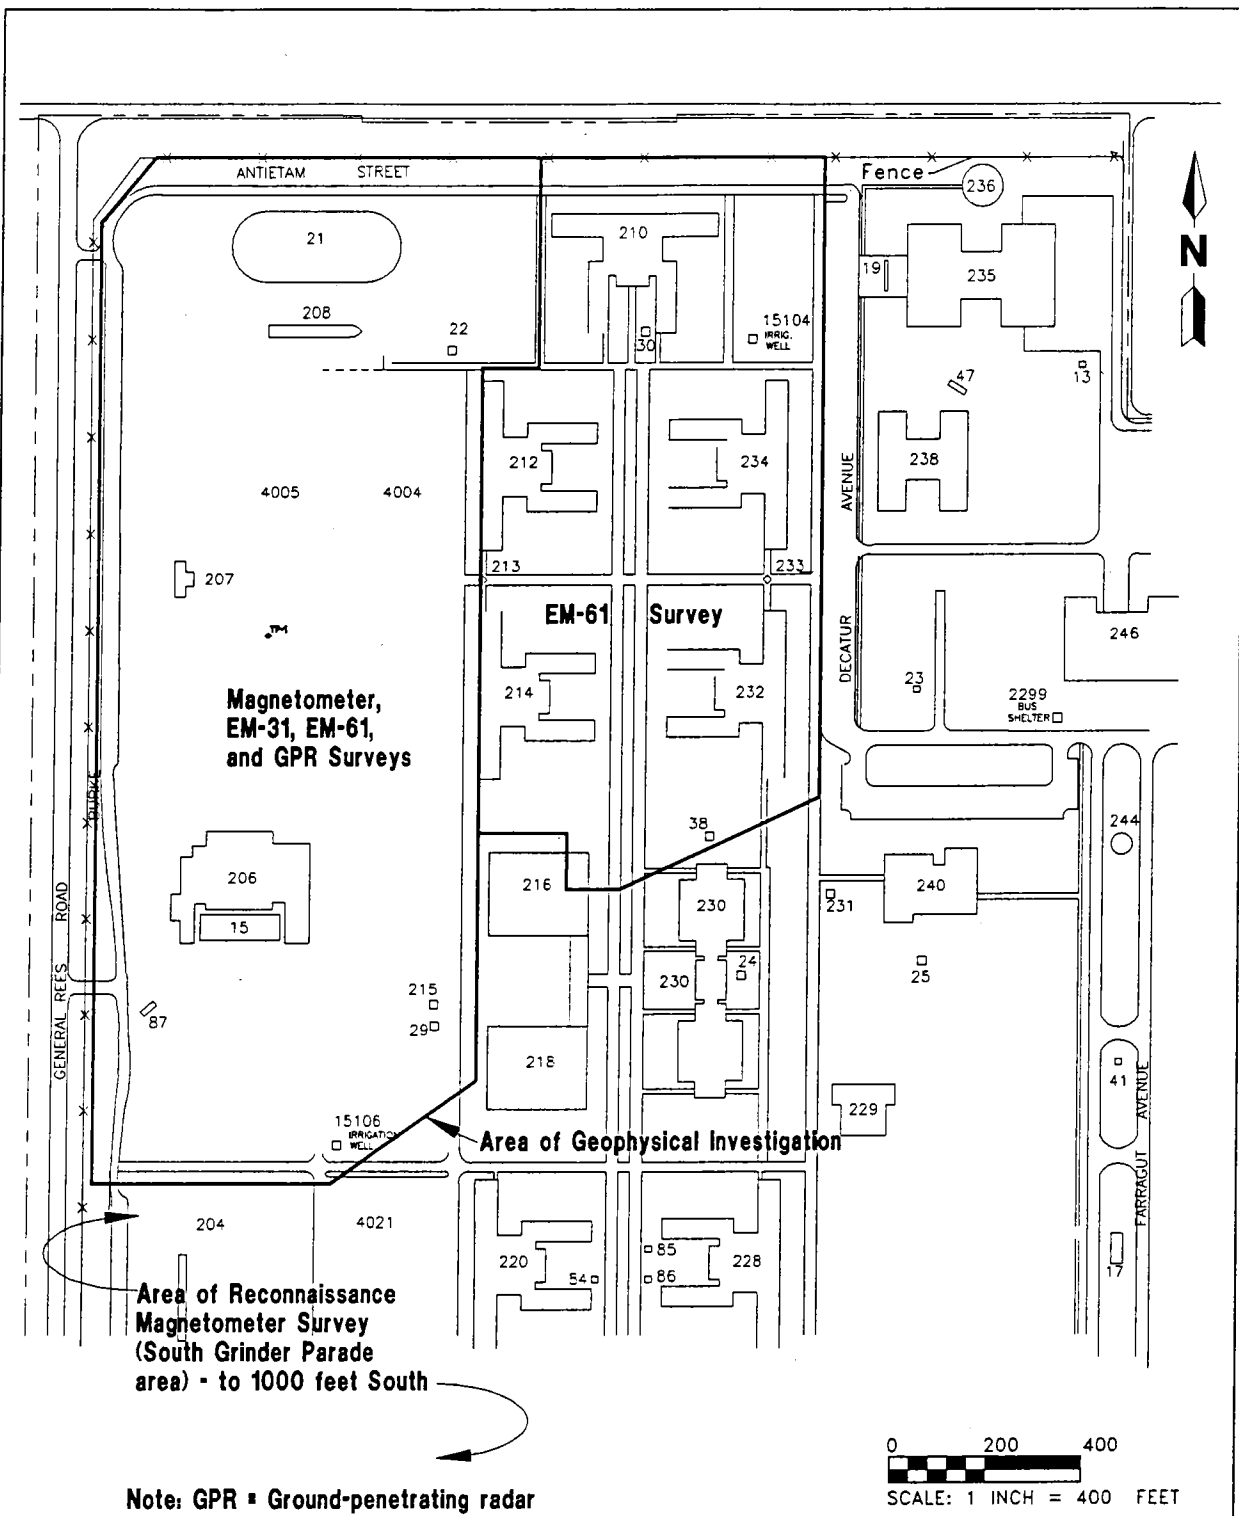 ANTIETAM STREET
Fence
236
21
210
19
235
N
208
22
30
15104
IRRIG.
WELL
47
13
212
234
238
4005
4004
AVENUE
207
213
233
EM-61 Survey
DECATUR
246
23
2299
BUS
SHELTER
214
232
Magnetometer,
EM-31, EM-61,
and GPR Surveys
BURKE
38
244
206
216
230
240
231
15
GENERAL REES ROAD
230
24
25
215
29
87
218
41
229
FARRAGUT AVENUE
15106
IRRIGATION
WELL
Area of Geophysical Investigation
204
4021
220
54
85
86
228
17
Area of Reconnaissance
Magnetometer Survey
(South Grinder Parade
area) - to 1000 feet South
0 200 400
SCALE: 1 INCH = 400 FEET
Note: GPR = Ground-penetrating radar